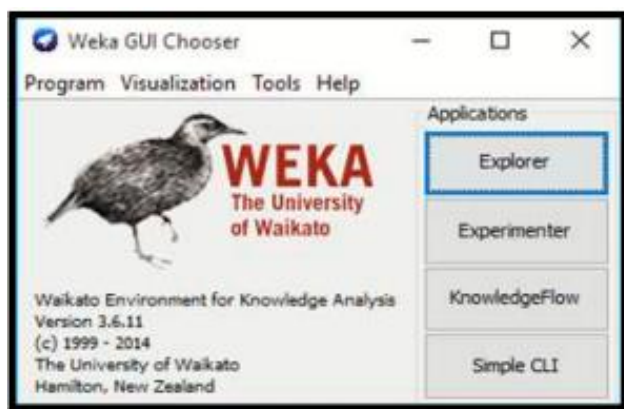 Weka GUI Chooser
Program Visualization Tools Help
WEKA
The University
of Waikato
Waikato Environment for Knowledge Analysis
Version 3.6.11
(c) 1999 - 2014
The University of Waikato
Hamilton, New Zealand
Applications
Explorer
Experimenter
KnowledgeFlow
Simple CLI